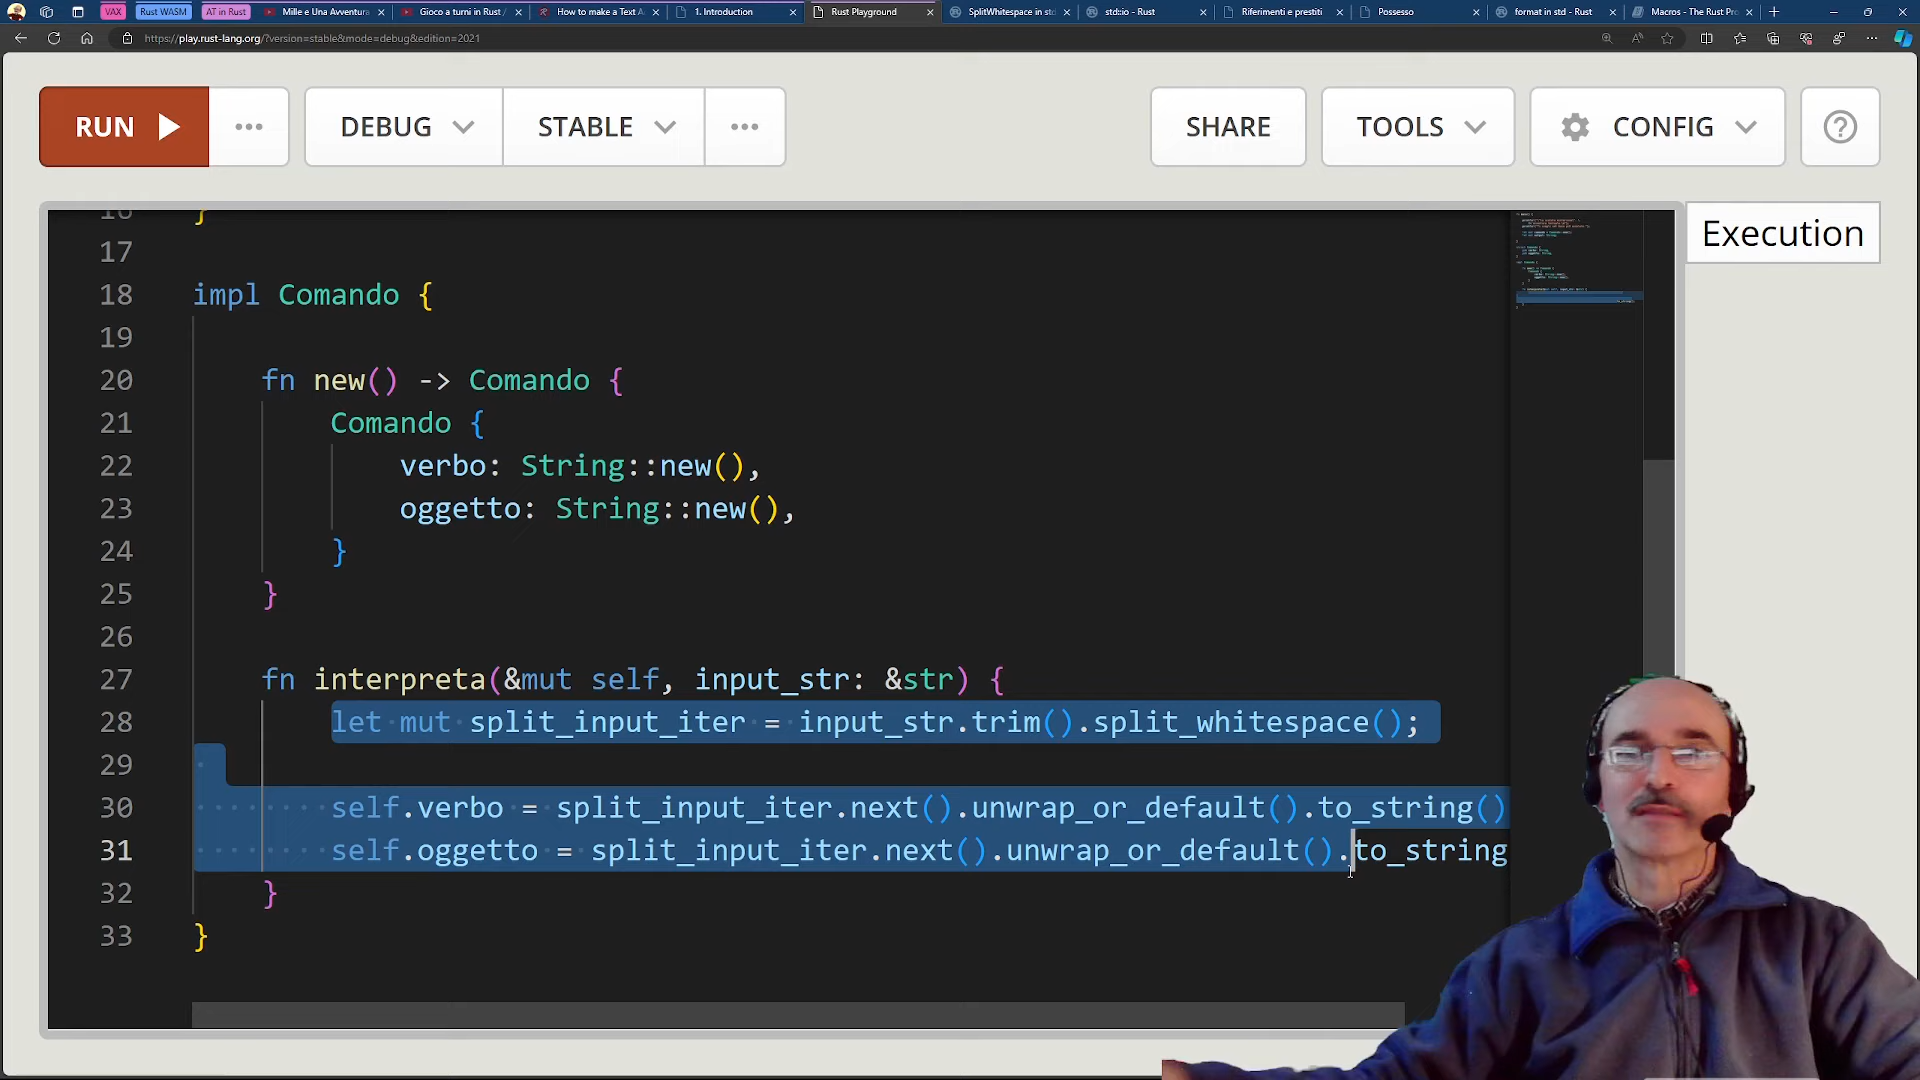 VAX
Rust WASM
AT in Rust
Mille e Una Avventura
Gioco a turni in Rust /
How to make a Text A
1. Introduction
Rust Playground
SplitWhitespace in std
std::io - Rust
Riferimenti e prestiti
Possesso
format in std - Rust
Macros - The Rust Pro
https://play.rust-lang.org/?version=stable&mode=debug&edition=2021
RUN
DEBUG
STABLE
SHARE
TOOLS
CONFIG
Execution
16 }
17
18 impl Comando {
19
20 fn new() -> Comando {
21 Comando {
22 verbo: String::new(),
23 oggetto: String::new(),
24 }
25 }
26
27 fn interpreta(&mut self, input_str: &str) {
28 let mut split_input_iter = input_str.trim().split_whitespace();
29
30 self.verbo = split_input_iter.next().unwrap_or_default().to_string()
31 self.oggetto = split_input_iter.next().unwrap_or_default().to_string
32 }
33 }